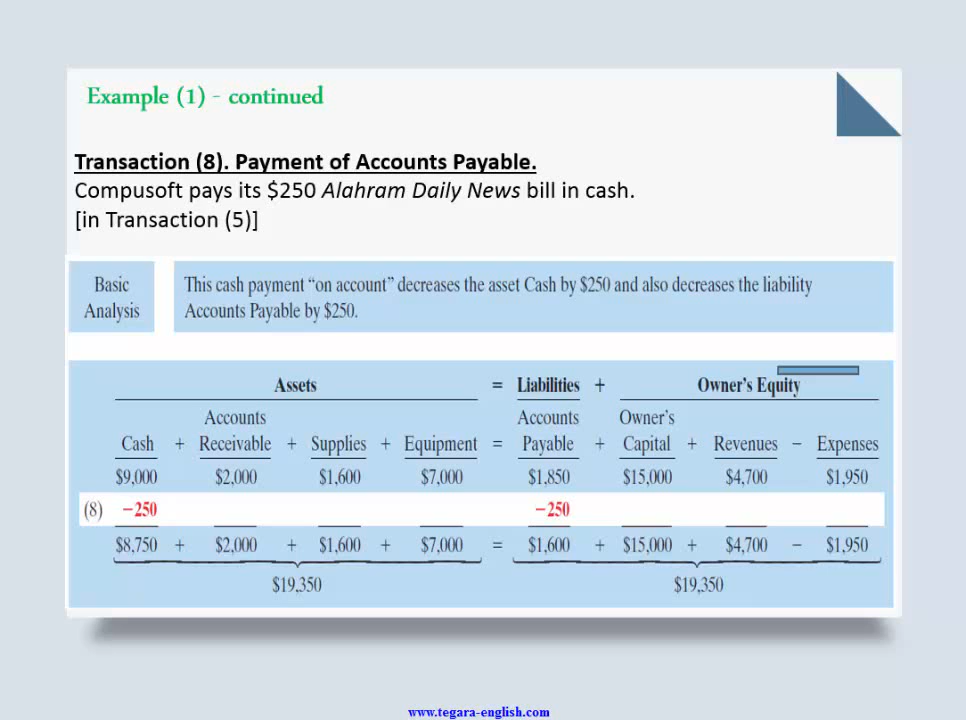 Example (1) - continued
Transaction (8). Payment of Accounts Payable.
Compusoft pays its $250 Alahram Daily News bill in cash.
[in Transaction (5)]
Basic
Analysis
This cash payment “on account” decreases the asset Cash by $250 and also decreases the liability
Accounts Payable by $250.
Assets = Liabilities + Owner’s Equity
Accounts Accounts Owner’s
Cash + Receivable + Supplies + Equipment = Payable + Capital + Revenues – Expenses
$9,000 $2,000 $1,600 $7,000 $1,850 $15,000 $4,700 $1,950
(8) –250 –250
$8,750 + $2,000 + $1,600 + $7,000 = $1,600 + $15,000 + $4,700 – $1,950
$19,350 $19,350
www.tegara-english.com